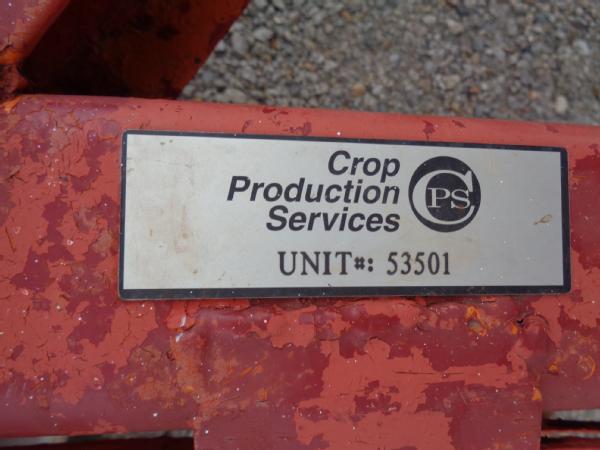 Crop
Production
Services
CPS
UNIT#: 53501